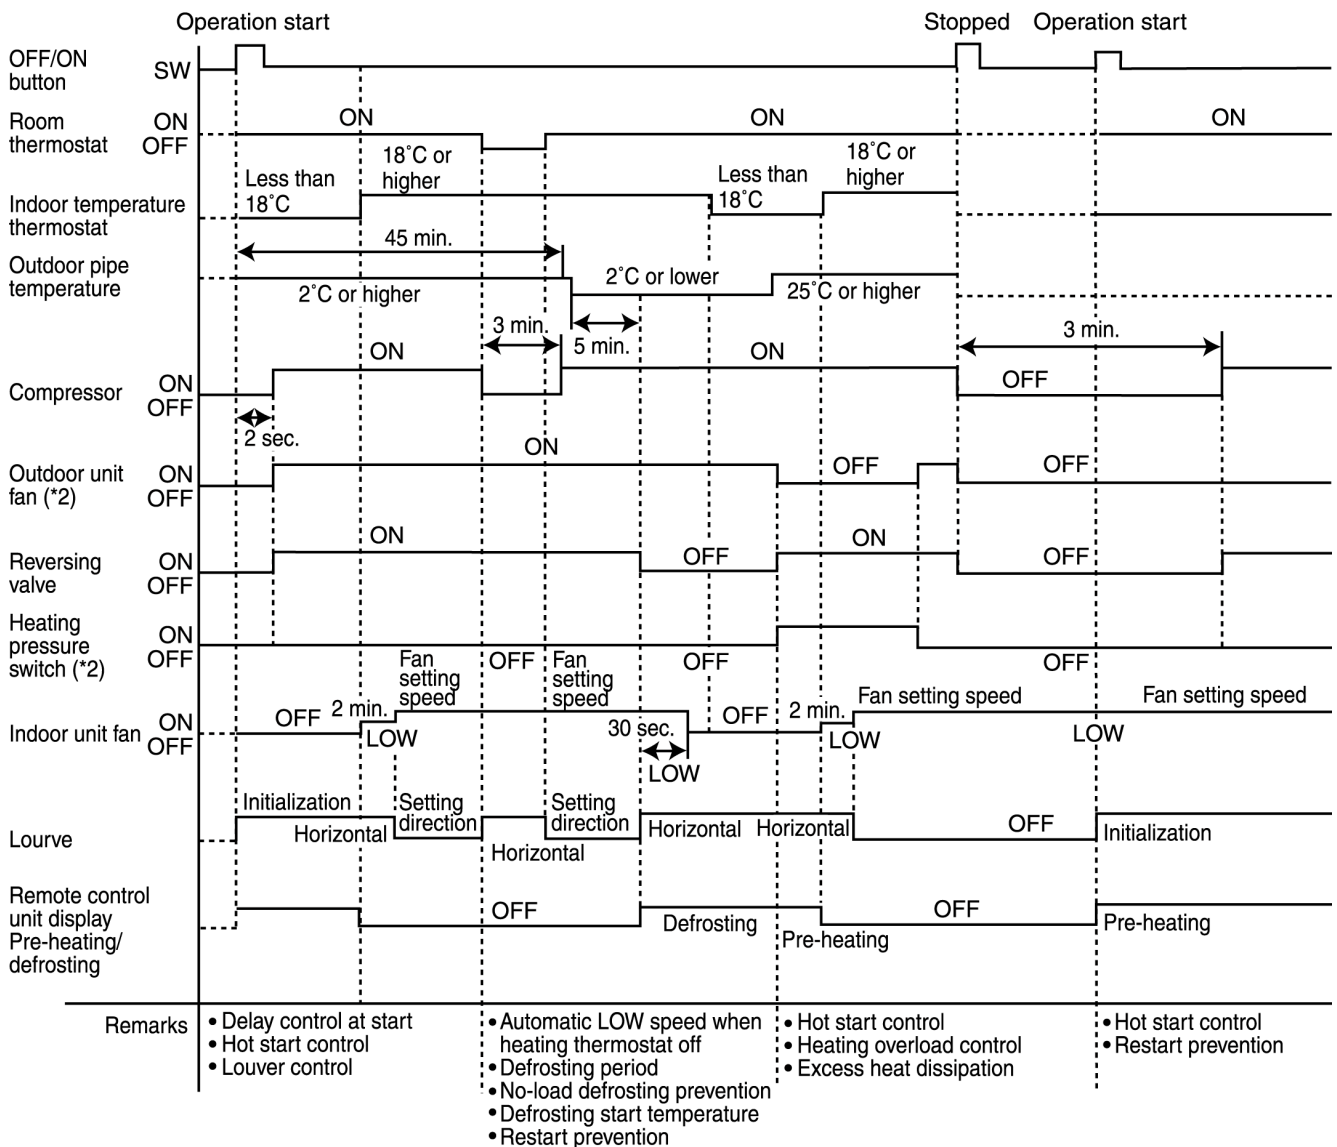 Operation start
Stopped
Operation start
OFF/ON
button
SW
Room
thermostat
ON
OFF
ON
ON
ON
Indoor temperature
thermostat
Less than
18˚C
18˚C or
higher
Less than
18˚C
18˚C or
higher
45 min.
Outdoor pipe
temperature
2˚C or higher
2˚C or lower
25˚C or higher
3 min.
5 min.
3 min.
Compressor
ON
OFF
ON
ON
OFF
2 sec.
Outdoor unit
fan (*2)
ON
OFF
ON
OFF
OFF
Reversing
valve
ON
OFF
ON
OFF
ON
OFF
Heating
pressure
switch (*2)
ON
OFF
OFF
OFF
OFF
Indoor unit fan
ON
OFF
OFF
2 min.
LOW
Fan
setting
speed
Fan
setting
speed
30 sec.
LOW
OFF
2 min.
LOW
Fan setting speed
LOW
Fan setting speed
Lourve
Initialization
Horizontal
Setting
direction
Horizontal
Setting
direction
Horizontal
Horizontal
OFF
Initialization
Remote control
unit display
Pre-heating/
defrosting
OFF
Defrosting
Pre-heating
OFF
Pre-heating
Remarks
• Delay control at start
• Hot start control
• Louver control
• Automatic LOW speed when
heating thermostat off
• Defrosting period
• No-load defrosting prevention
• Defrosting start temperature
• Restart prevention
• Hot start control
• Heating overload control
• Excess heat dissipation
• Hot start control
• Restart prevention